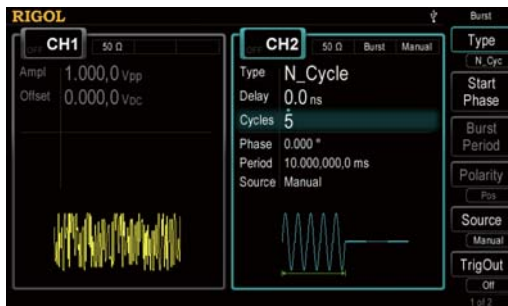 RIGOL
Burst
OFF CH1 50 Ω
Ampl 1.000,0 Vpp
Offset 0.000,0 VDC
OFF CH2 50 Ω Burst Manual
Type N_Cycle
Delay 0.0 ns
Cycles 5
Phase 0.000 °
Period 10.000,000,0 ms
Source Manual
Type
N_Cyc
Start
Phase
Burst
Period
Polarity
Pos
Source
Manual
TrigOut
Off
1 of 2